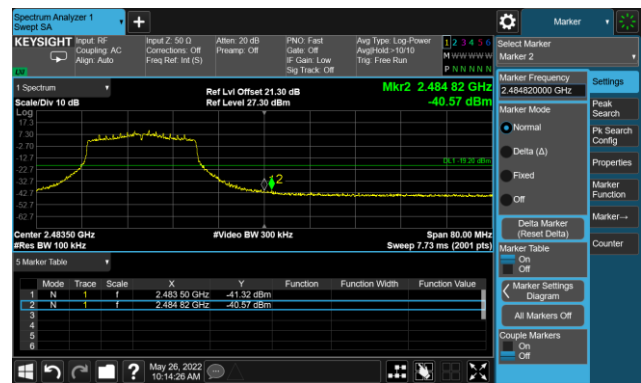 Spectrum Analyzer 1
Swept SA
Marker
KEYSIGHT
Input: RF
Coupling: AC
Align: Auto
Input Z: 50 Ω
Corrections: Off
Freq Ref: Int (S)
Atten: 20 dB
Preamp: Off
PNO: Fast
Gate: Off
IF Gain: Low
Sig Track: Off
Avg Type: Log-Power
Avg|Hold:>10/10
Trig: Free Run
1 2 3 4 5 6
M W W W W W
P N N N N N
Select Marker
Marker 2
1 Spectrum
Scale/Div 10 dB
Log
Ref Lvl Offset 21.30 dB
Ref Level 27.30 dBm
Mkr2 2.484 82 GHz
-40.57 dBm
17.3
7.30
-2.70
-12.7
-22.7
-32.7
-42.7
-52.7
-62.7
DL1 -19.20 dBm
2
Center 2.48350 GHz
#Res BW 100 kHz
#Video BW 300 kHz
Span 80.00 MHz
Sweep 7.73 ms (2001 pts)
5 Marker Table
Mode Trace Scale X Y Function Function Width Function Value
1 N 1 f 2.483 50 GHz -41.32 dBm
2 N 1 f 2.484 82 GHz -40.57 dBm
3
4
5
6
Marker Frequency
2.484820000 GHz
Marker Mode
Normal
Delta (Δ)
Fixed
Off
Delta Marker
(Reset Delta)
Marker Table
On
Off
Marker Settings
Diagram
All Markers Off
Couple Markers
On
Off
Settings
Peak
Search
Pk Search
Config
Properties
Marker
Function
Marker→
Counter
?
May 26, 2022
10:14:26 AM